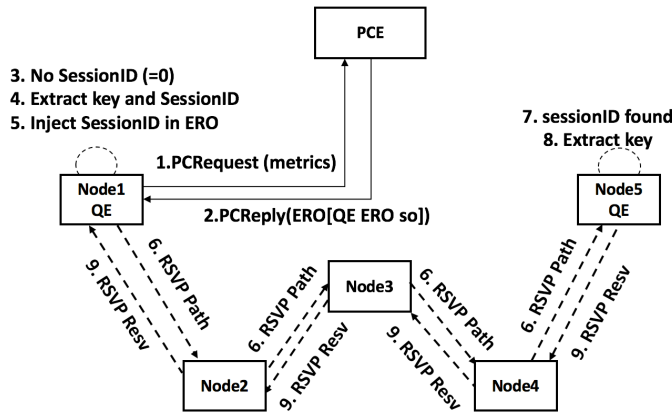 PCE
3. No SessionID (=0)
4. Extract key and SessionID
5. Inject SessionID in ERO
7. sessionID found
8. Extract key
1.PCRequest (metrics)
Node1
QE
Node5
QE
2.PCReply(ERO[QE ERO so])
6. RSVP Path
9. RSVP Resv
6. RSVP Path
9. RSVP Resv
Node3
6. RSVP Path
9. RSVP Resv
6. RSVP Path
9. RSVP Resv
Node2
Node4